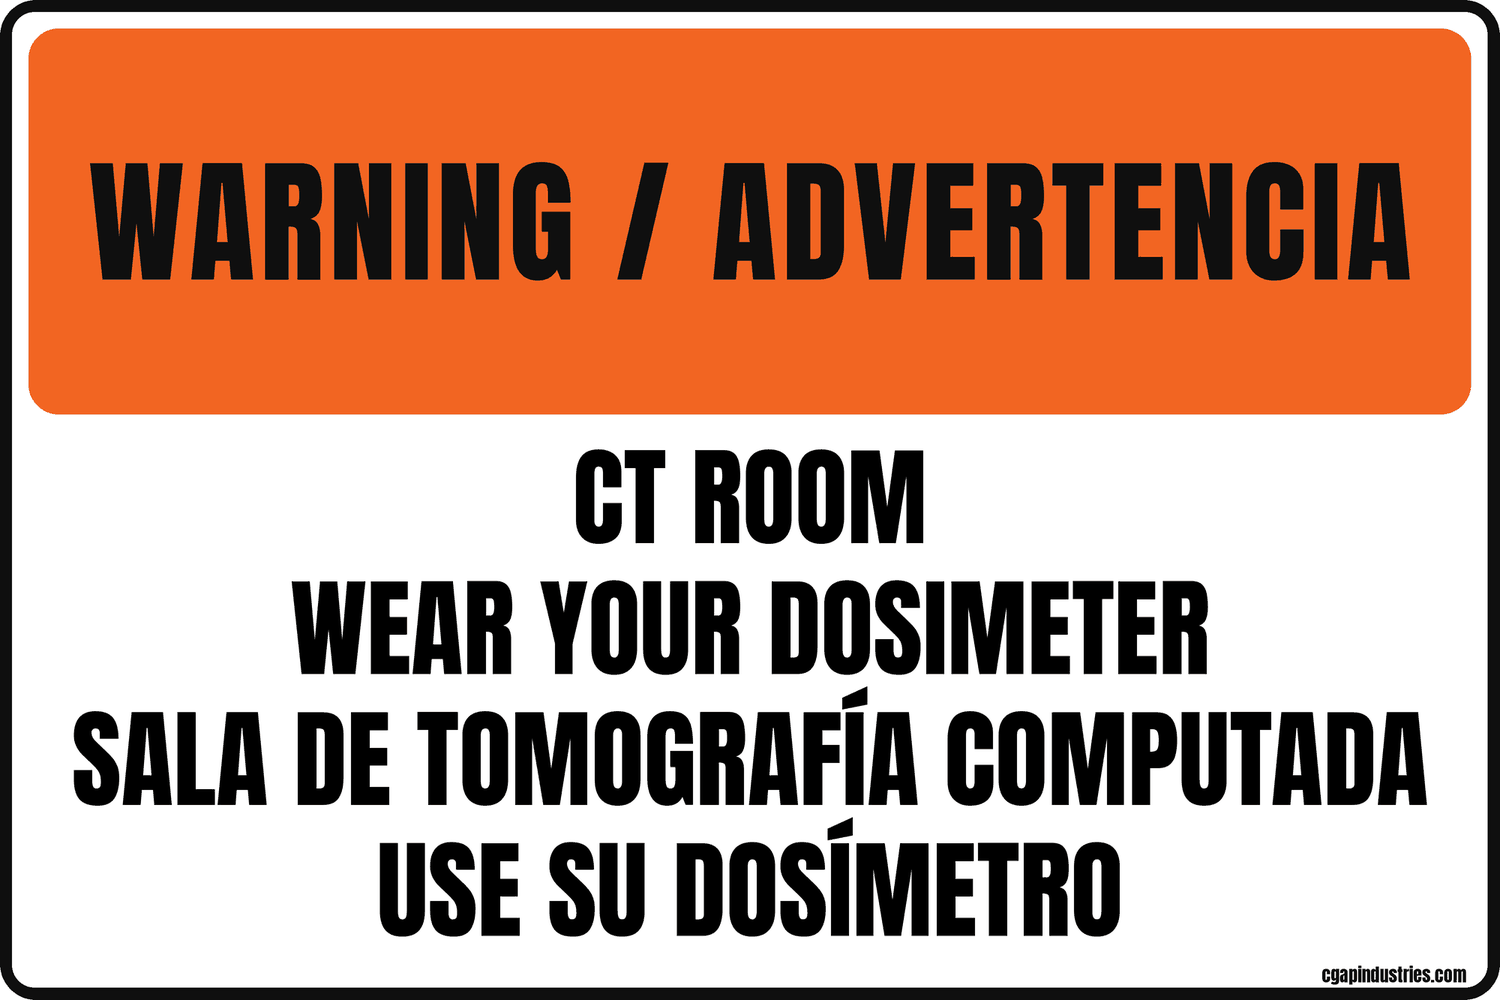 WARNING / ADVERTENCIA
CT ROOM
WEAR YOUR DOSIMETER
SALA DE TOMOGRAFÍA COMPUTADA
USE SU DOSÍMETRO
cgapindustries.com